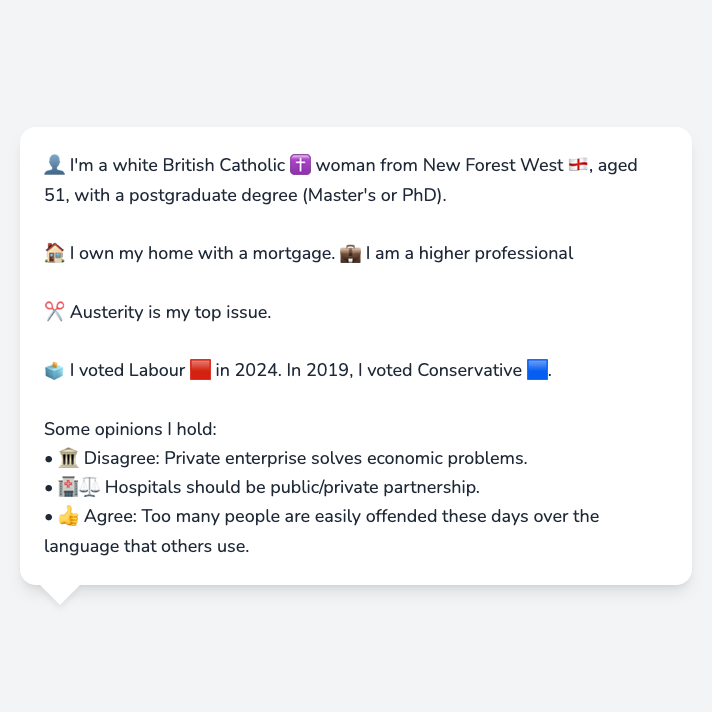 👤 I'm a white British Catholic ✝️ woman from New Forest West 🏴󠁧󠁢󠁥󠁮󠁧󠁿, aged
51, with a postgraduate degree (Master's or PhD).
🏠 I own my home with a mortgage. 💼 I am a higher professional
✂️ Austerity is my top issue.
🗳️ I voted Labour 🟥 in 2024. In 2019, I voted Conservative 🟦.
Some opinions I hold:
• 🏛️ Disagree: Private enterprise solves economic problems.
• 🏥⚖️ Hospitals should be public/private partnership.
• 👍 Agree: Too many people are easily offended these days over the
language that others use.